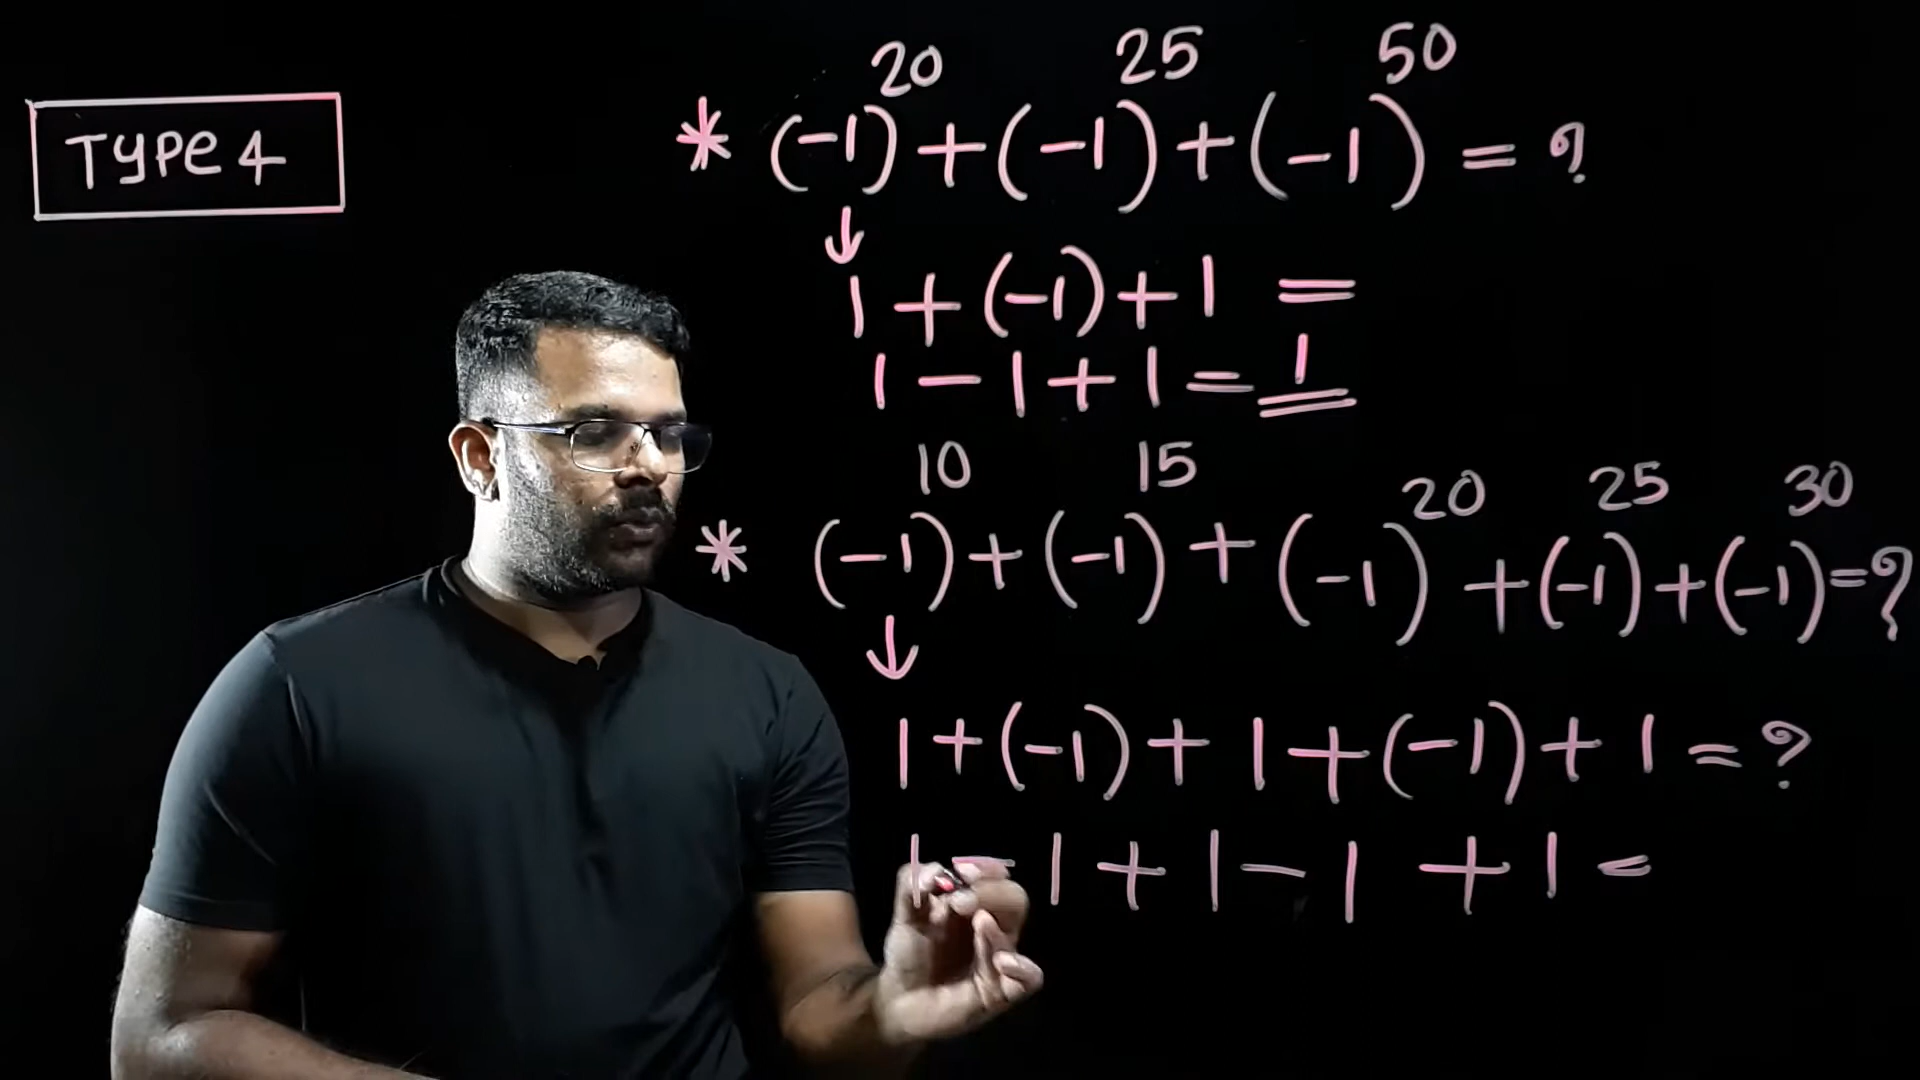 TYPE 4
* (-1)^20 + (-1)^25 + (-1)^50 = ?
↓
1 + (-1) + 1 =
1 - 1 + 1 = 1
* (-1)^10 + (-1)^15 + (-1)^20 + (-1)^25 + (-1)^30 = ?
↓
1 + (-1) + 1 + (-1) + 1 = ?
1 - 1 + 1 - 1 + 1 =